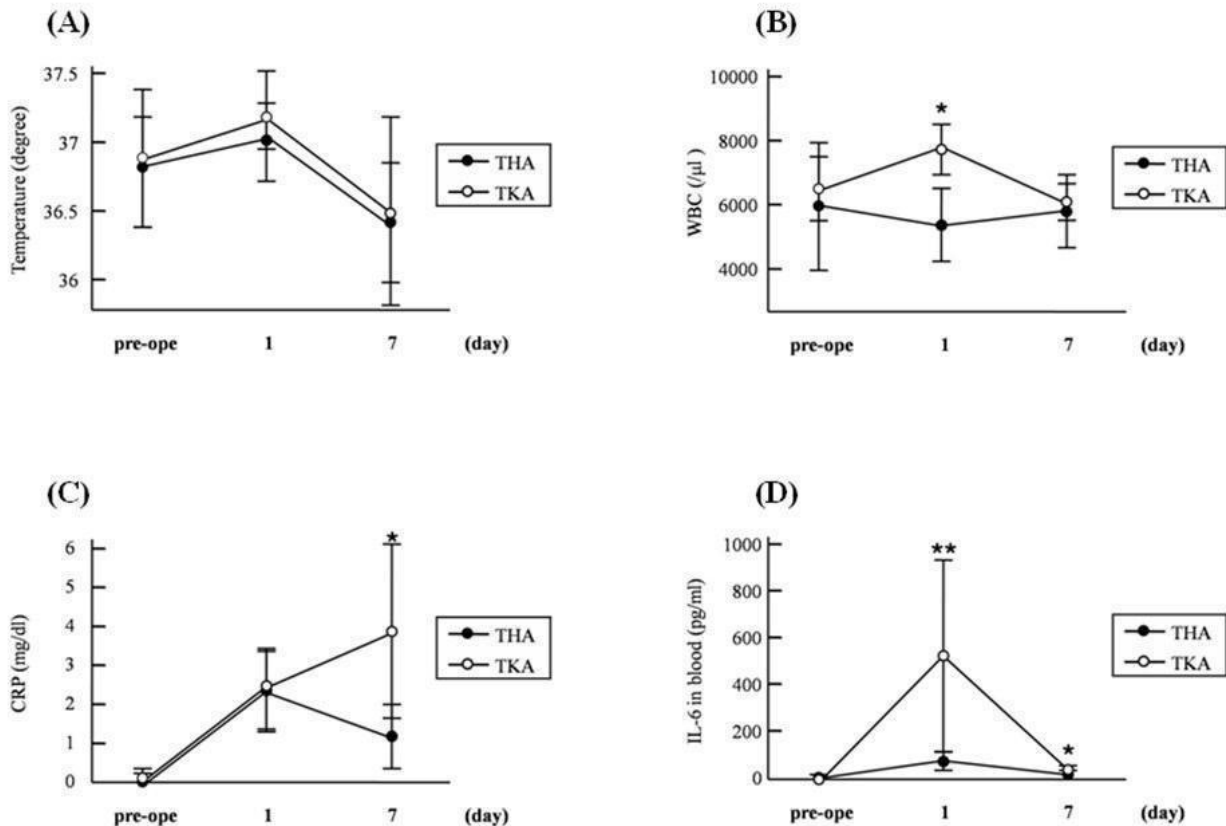 (A)
37.5
37
36.5
36
Temperature (degree)
pre-ope 1 7 (day)
THA
TKA
(B)
10000
8000
6000
4000
WBC (/μl )
★
pre-ope 1 7 (day)
THA
TKA
(C)
6
5
4
3
2
1
0
CRP (mg/dl)
★
pre-ope 1 7 (day)
THA
TKA
(D)
1000
800
600
400
200
0
IL-6 in blood (pg/ml)
★★
★
pre-ope 1 7 (day)
THA
TKA